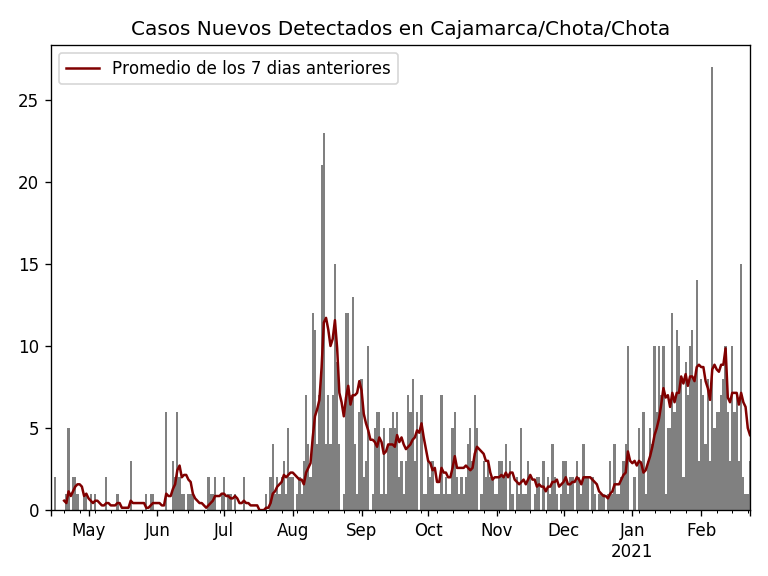 Casos Nuevos Detectados en Cajamarca/Chota/Chota
Promedio de los 7 dias anteriores
25
20
15
10
5
0
May Jun Jul Aug Sep Oct Nov Dec Jan Feb
2021